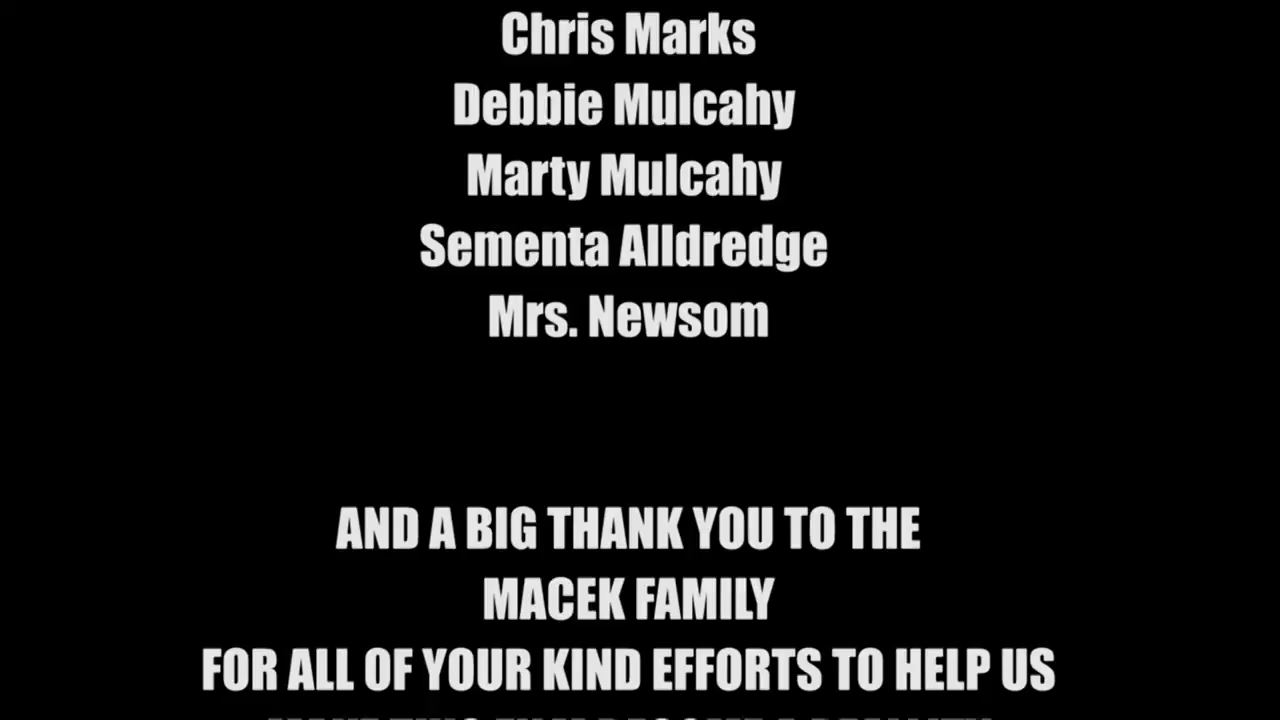 Chris Marks
Debbie Mulcahy
Marty Mulcahy
Sementa Alldredge
Mrs. Newsom
AND A BIG THANK YOU TO THE
MACEK FAMILY
FOR ALL OF YOUR KIND EFFORTS TO HELP US